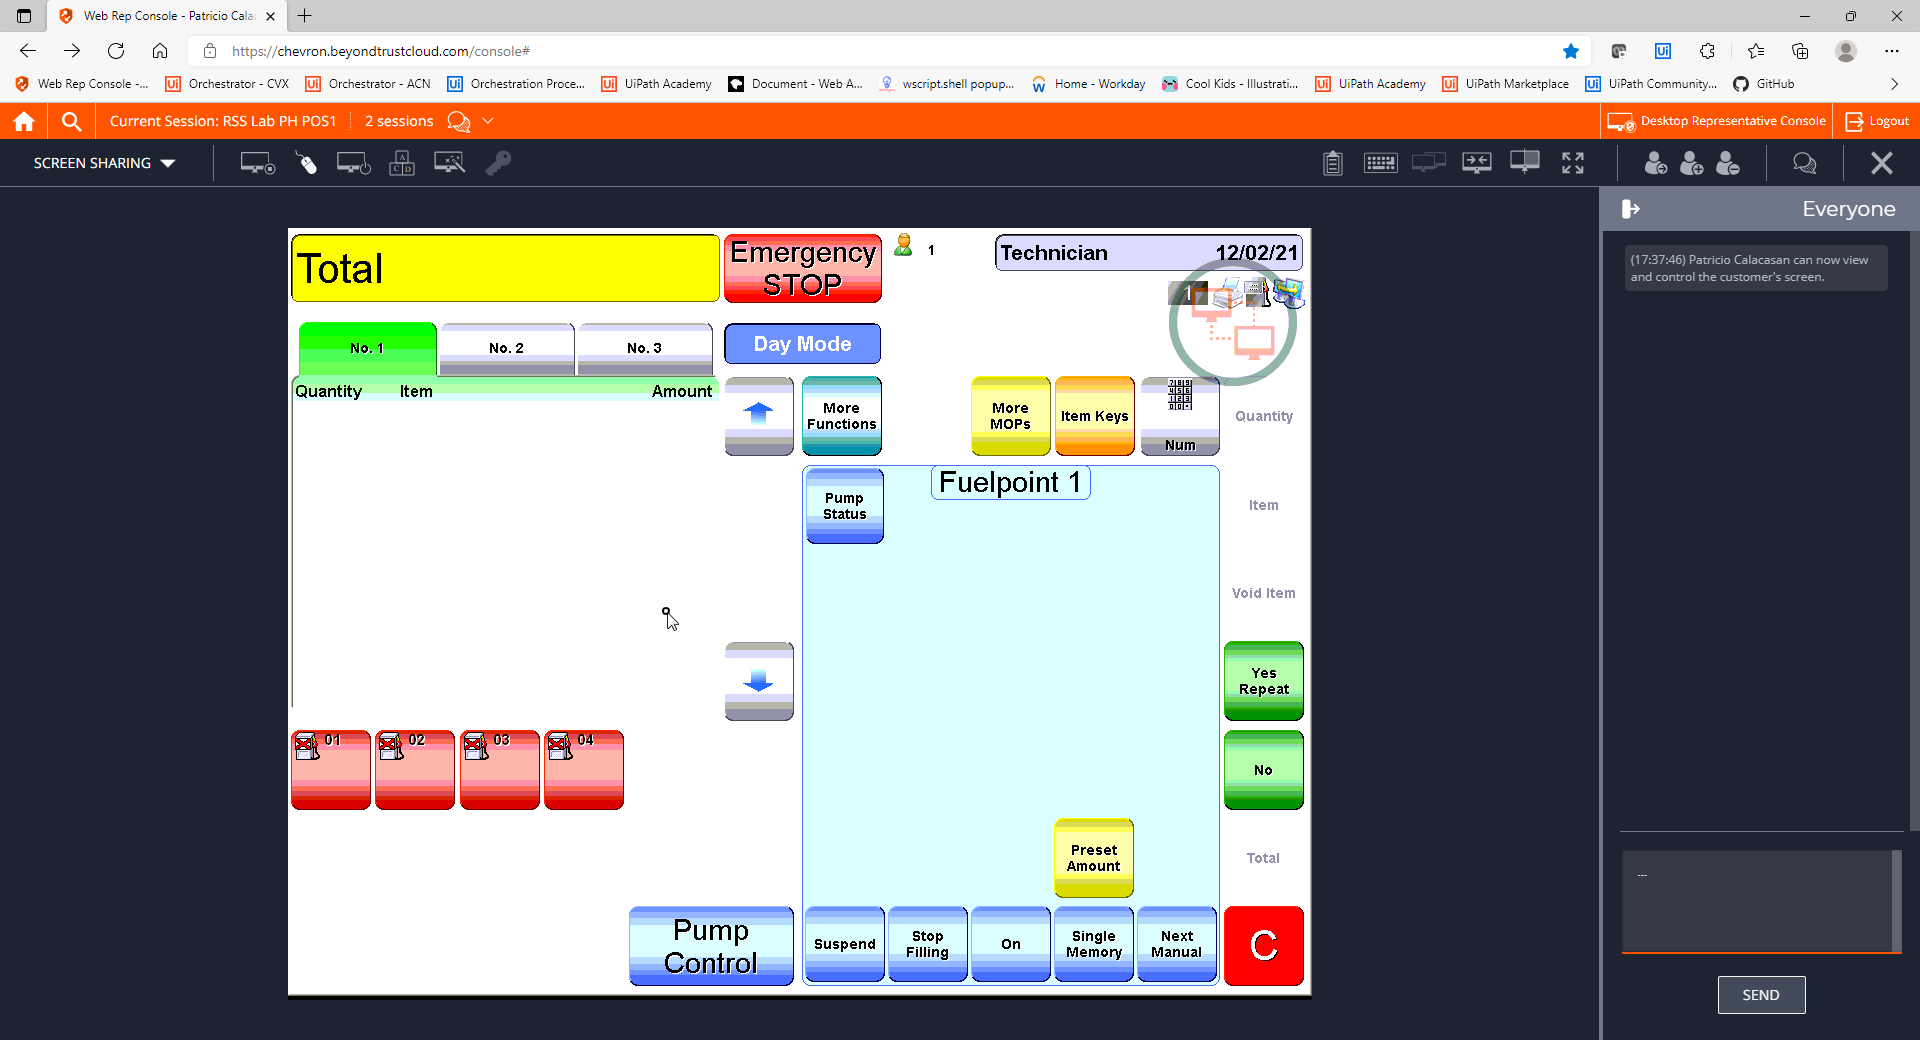 Web Rep Console - Patricio Cala
https://chevron.beyondtrustcloud.com/console#
Web Rep Console -...
Orchestrator - CVX
Orchestrator - ACN
Orchestration Proce...
UiPath Academy
Document - Web A...
wscript.shell popup...
Home - Workday
Cool Kids - Illustrati...
UiPath Academy
UiPath Marketplace
UiPath Community...
GitHub
Current Session: RSS Lab PH POS1
2 sessions
Desktop Representative Console
Logout
SCREEN SHARING
Everyone
(17:37:46) Patricio Calacasan can now view
and control the customer's screen.
Total
Emergency
STOP
1
Technician 12/02/21
1
No. 1
No. 2
No. 3
Day Mode
Quantity Item Amount
More
Functions
More
MOPs
Item Keys
Num
Quantity
Fuelpoint 1
Pump
Status
Item
Void Item
Yes
Repeat
01
02
03
04
No
Preset
Amount
Total
Pump
Control
Suspend
Stop
Filling
On
Single
Memory
Next
Manual
C
---
SEND